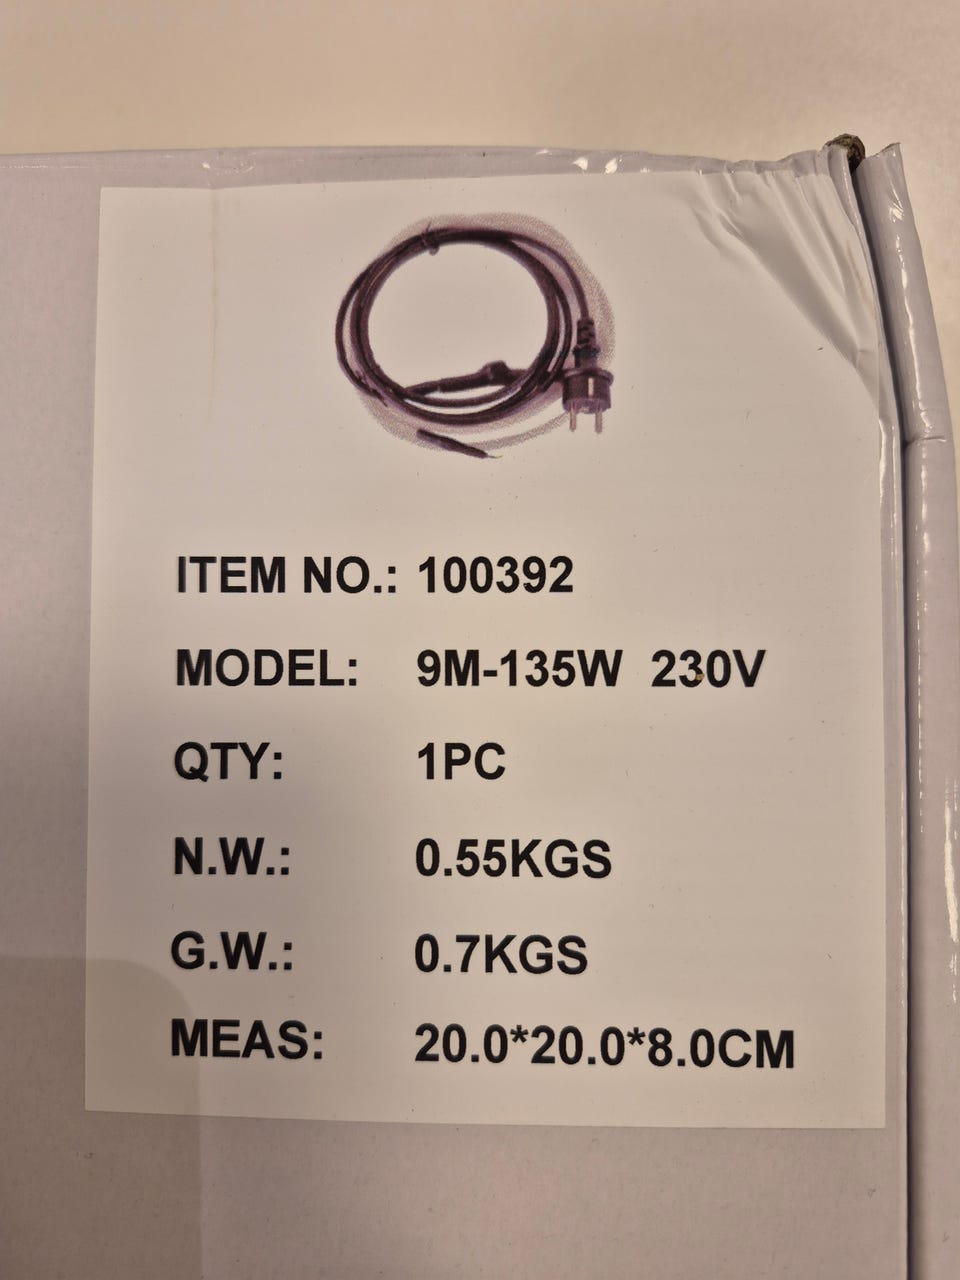 ITEM NO.: 100392
MODEL: 9M-135W 230V
QTY: 1PC
N.W.: 0.55KGS
G.W.: 0.7KGS
MEAS: 20.0*20.0*8.0CM